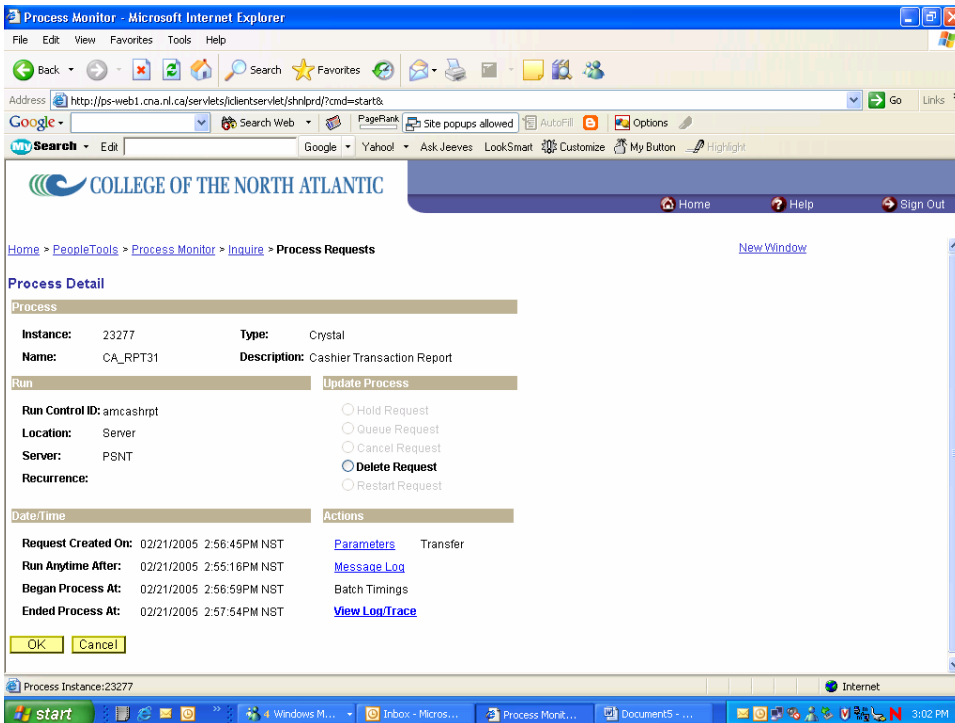 Process Monitor - Microsoft Internet Explorer
File Edit View Favorites Tools Help
Back Search Favorites
Address http://ps-web1.cna.nl.ca/servlets/iclientservlet/shnlprd/?cmd=start& Go Links
Google Search Web PageRank Site popups allowed AutoFill Options
My Search Edit Google Yahoo! Ask Jeeves LookSmart Customize My Button Highlight
COLLEGE OF THE NORTH ATLANTIC
Home Help Sign Out
Home > PeopleTools > Process Monitor > Inquire > Process Requests New Window
Process Detail
Process
Instance: 23277 Type: Crystal
Name: CA_RPT31 Description: Cashier Transaction Report
Run Update Process
Run Control ID: amcashrpt Hold Request
Location: Server Queue Request
Server: PSNT Cancel Request
Recurrence: Delete Request
Restart Request
Date/Time Actions
Request Created On: 02/21/2005 2:56:45PM NST Parameters Transfer
Run Anytime After: 02/21/2005 2:55:16PM NST Message Log
Began Process At: 02/21/2005 2:56:59PM NST Batch Timings
Ended Process At: 02/21/2005 2:57:54PM NST View Log/Trace
OK Cancel
Process Instance:23277 Internet
start 4 Windows M... Inbox - Micros... Process Monit... Document5 - ... 3:02 PM